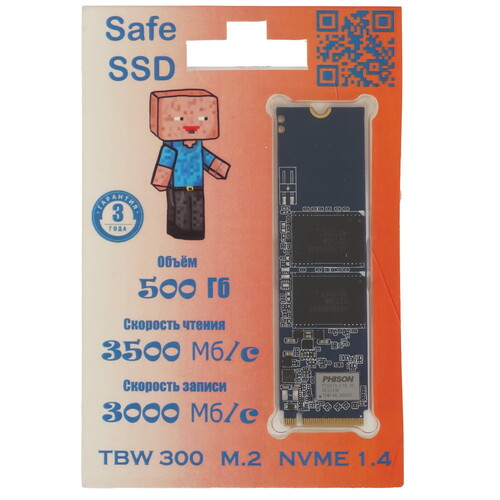 Safe
SSD
ГАРАНТИЯ
3
ГОДА
Объём
500 Гб
Скорость чтения
3500 Мб/с
Скорость записи
3000 Мб/с
PHISON
TBW 300 M.2 NVME 1.4